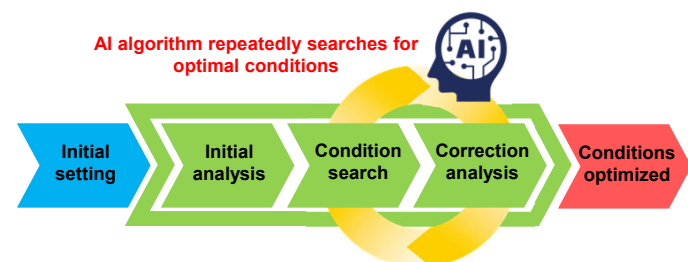 AI algorithm repeatedly searches for
optimal conditions
AI
Initial
setting
Initial
analysis
Condition
search
Correction
analysis
Conditions
optimized